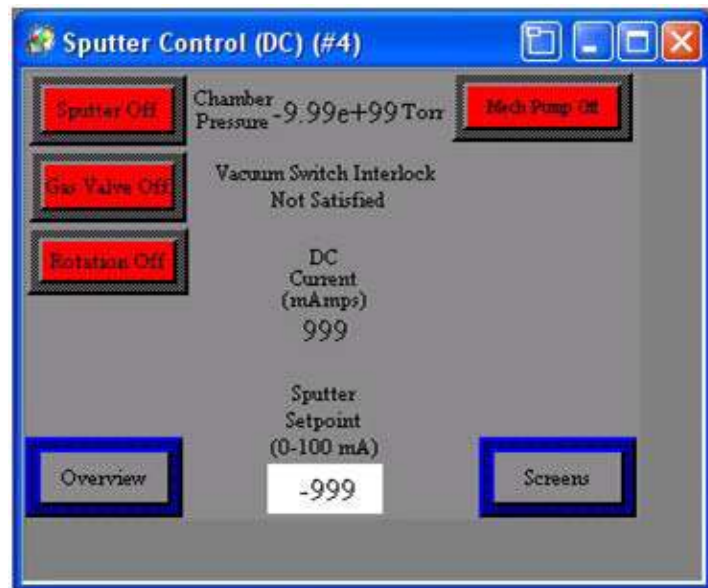 Sputter Control (DC) (#4)
Sputter Off
Chamber
Pressure
-9.99e+99 Torr
Mech Pump Off
Gas Valve Off
Vacuum Switch Interlock
Not Satisfied
Rotation Off
DC
Current
(mAmps)
999
Sputter
Setpoint
(0-100 mA)
-999
Overview
Screens